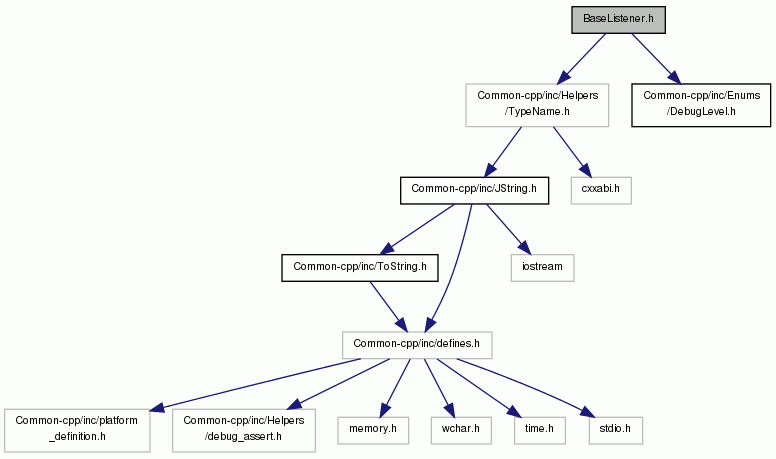 BaseListener.h
Common-cpp/inc/Helpers
/TypeName.h
Common-cpp/inc/Enums
/DebugLevel.h
Common-cpp/inc/JString.h
cxxabi.h
Common-cpp/inc/ToString.h
iostream
Common-cpp/inc/defines.h
Common-cpp/inc/platform
_definition.h
Common-cpp/inc/Helpers
/debug_assert.h
memory.h
wchar.h
time.h
stdio.h